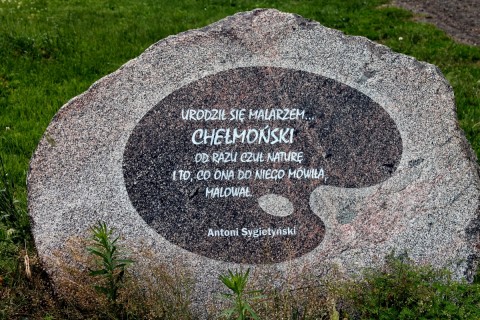 URODZIŁ SIĘ MALARZEM...
CHEŁMOŃSKI
OD RAZU CZUŁ NATURĘ
I TO, CO ONA DO NIEGO MÓWIŁA,
MALOWAŁ.
Antoni Sygietyński